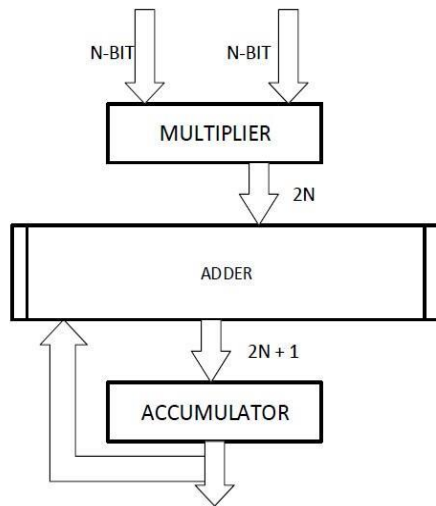 N-BIT N-BIT
MULTIPLIER
2N
ADDER
2N + 1
ACCUMULATOR